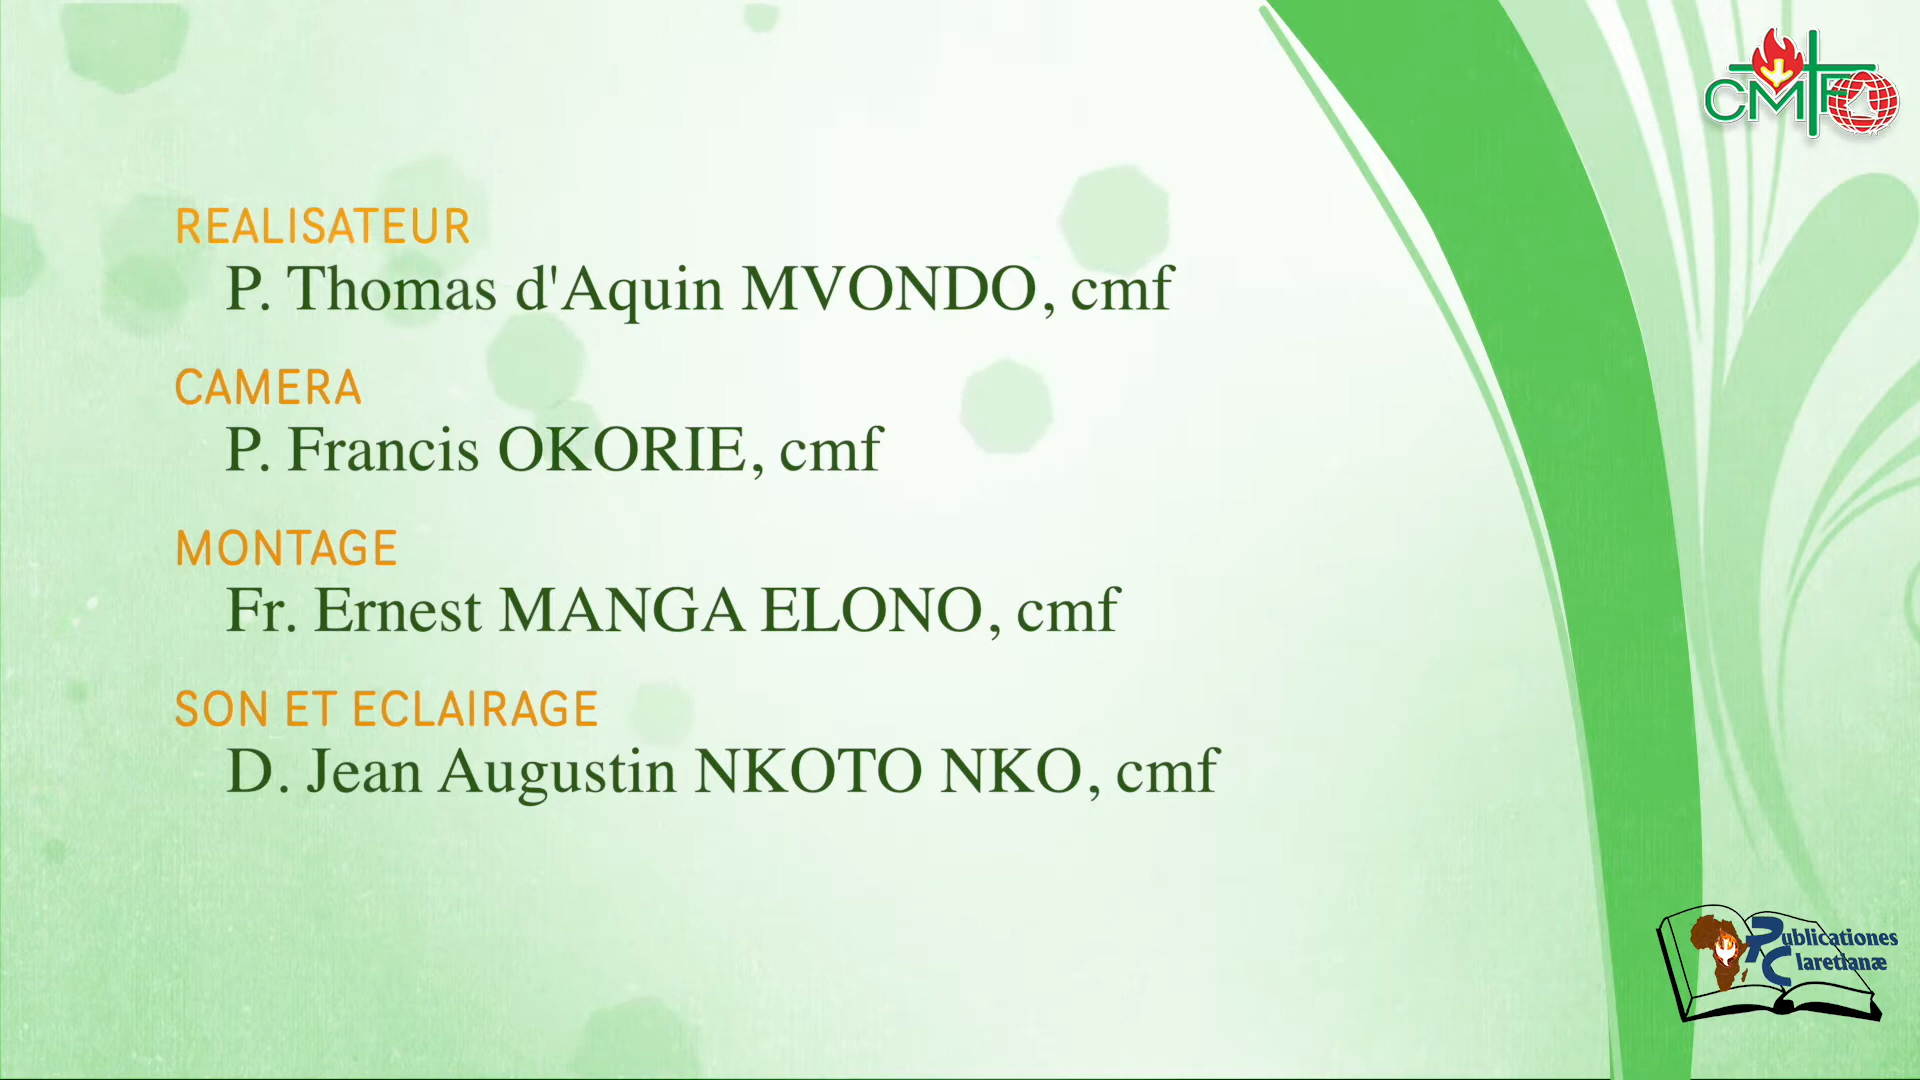 CMF
REALISATEUR
P. Thomas d'Aquin MVONDO, cmf
CAMERA
P. Francis OKORIE, cmf
MONTAGE
Fr. Ernest MANGA ELONO, cmf
SON ET ECLAIRAGE
D. Jean Augustin NKOTO NKO, cmf
Publicationes
Claretianæ